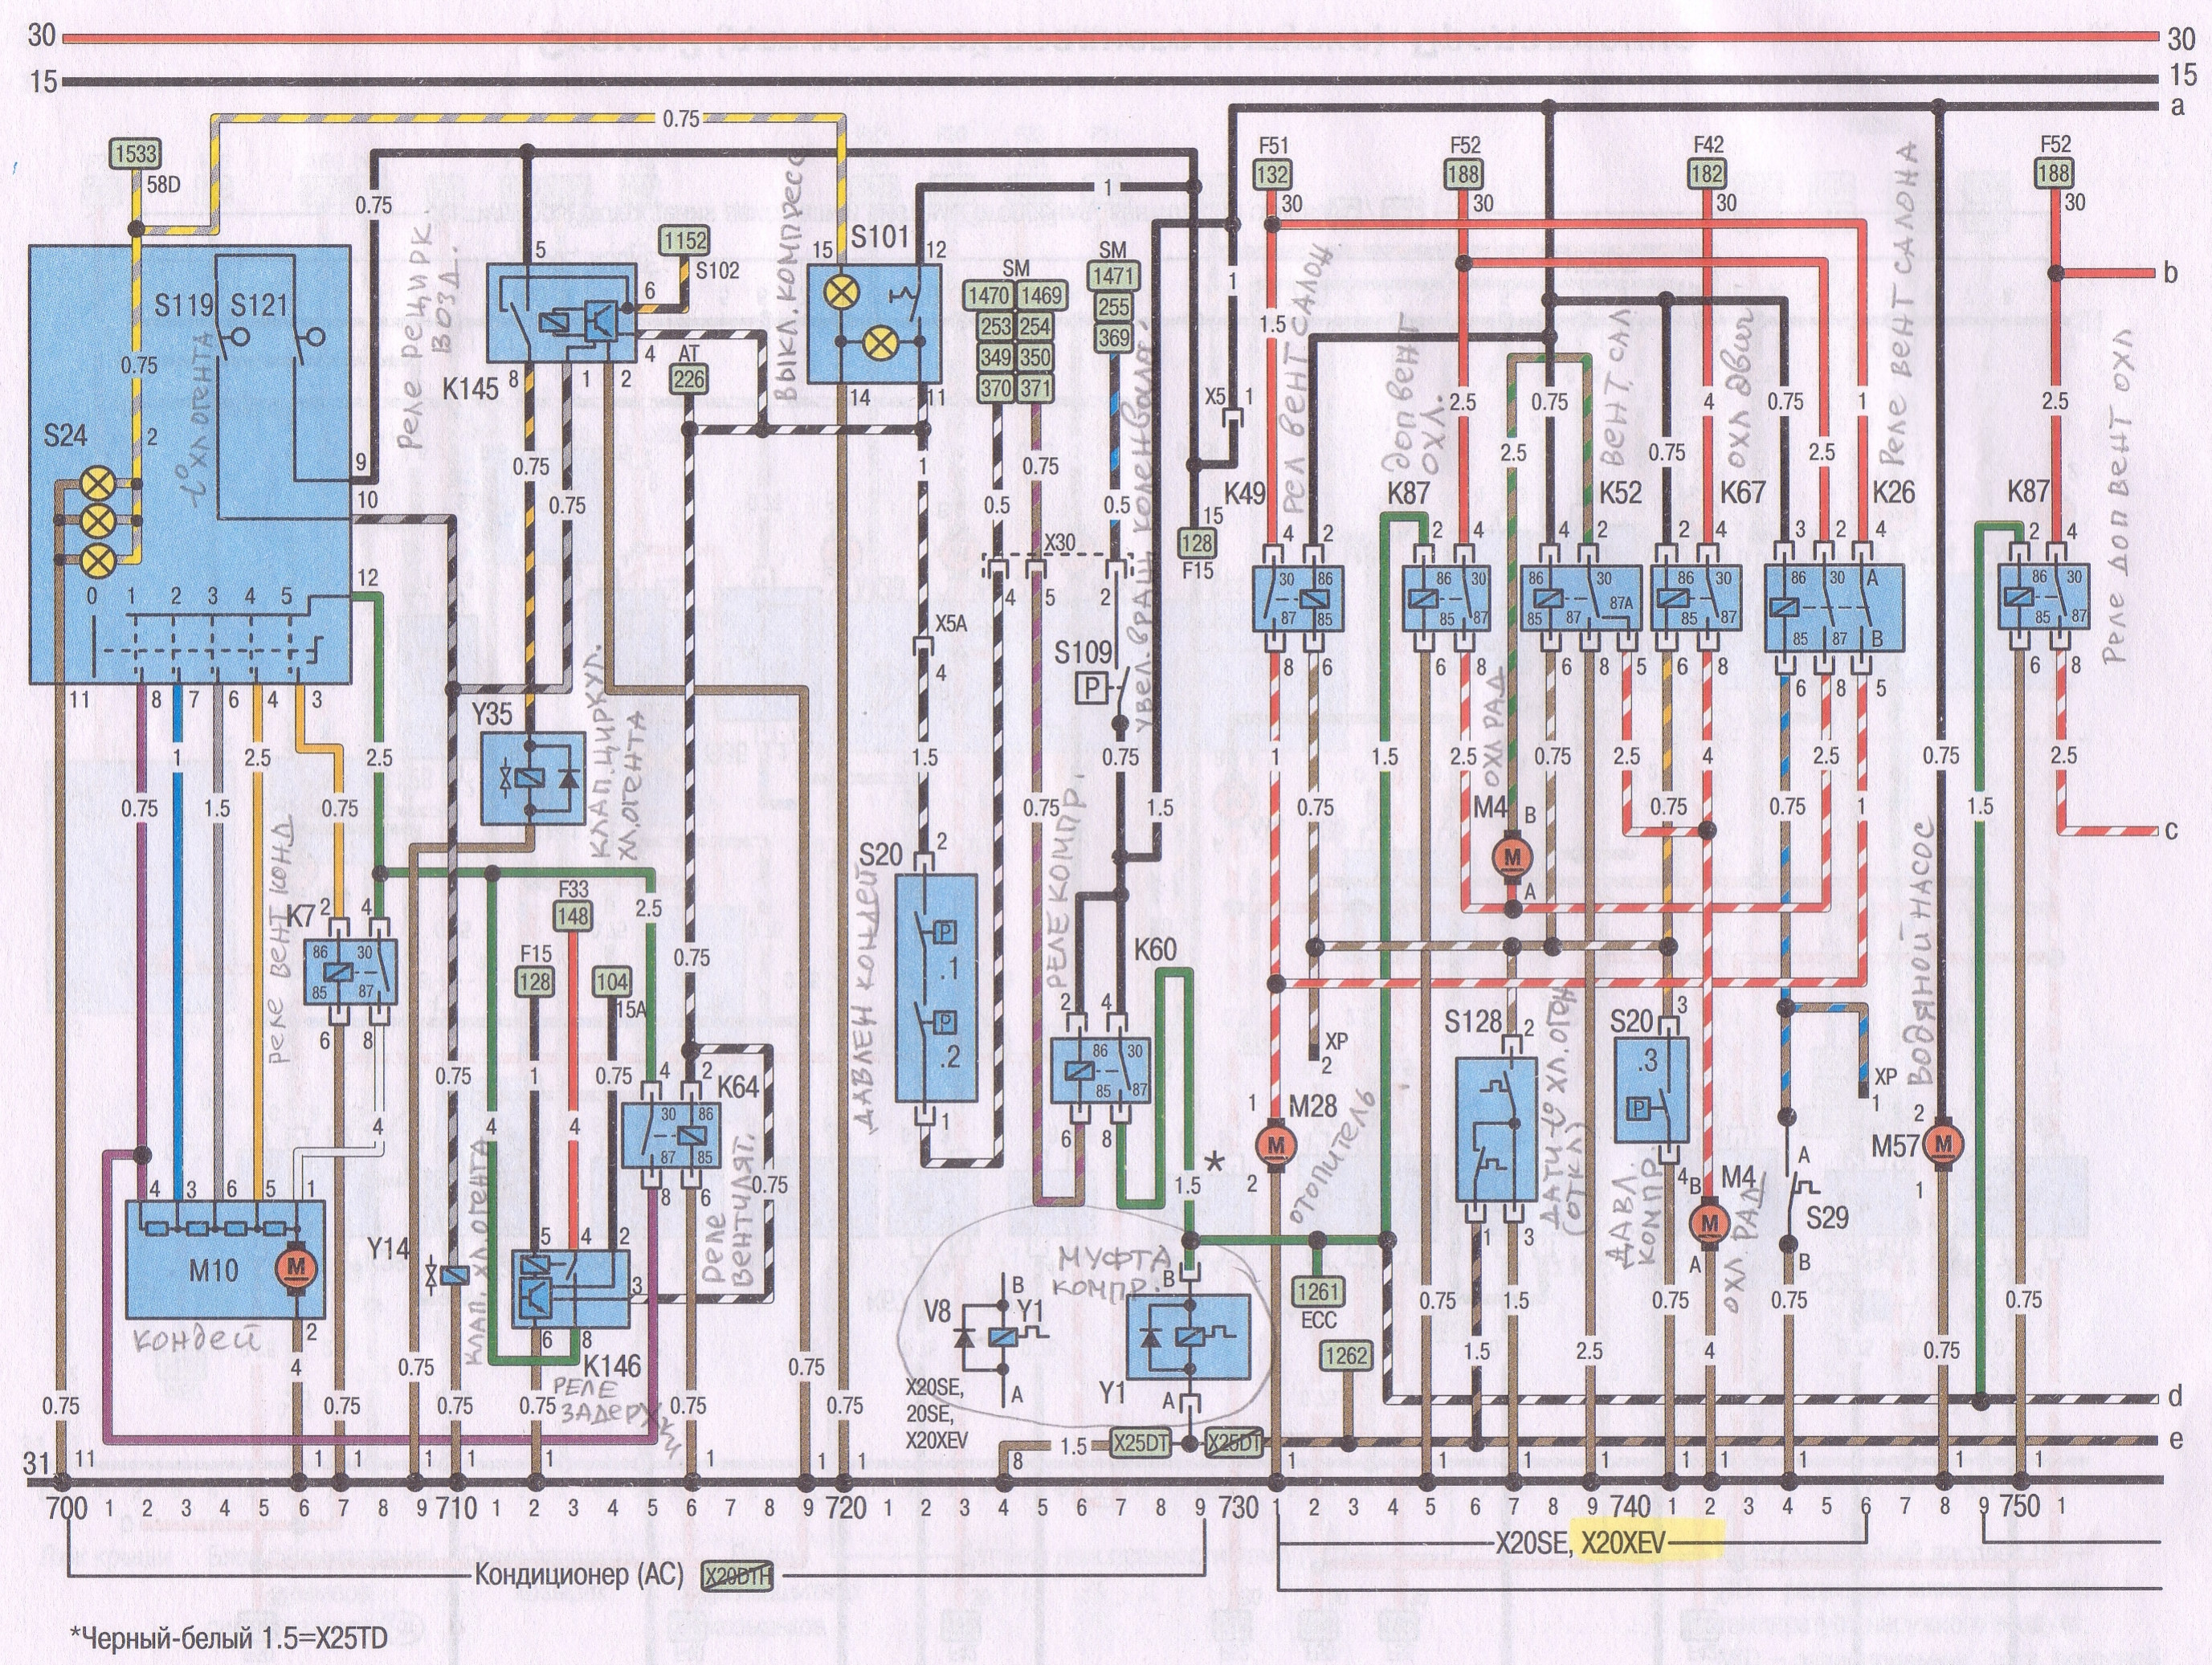 30 30
15 15
a
0.75
1533
58D
F51 F52 F42 F52
132 188 182 188
30 30 30 30
0.75
1
1152
S102
15 S101 12
SM
1471
255
369
SM
1470 1469
253 254
349 350
370 371
b
5
6
4
S119 S121
Реле рецирк
возд.
выкл. компресс
AT
226
K145
8 1 2
14 11
1
X5 1
1.5
0.75
S24
2
t° хл огента
9
10
0.75
0.75
1
0.5
0.75
0.5
X30
4 5 2
15
128
F15
рел вент салон
доп вент
охл.
вент. сал
охл двиг
Реле вент салона
Реле доп вент охл
2.5
2.5
0.75
0.75
4
0.75
2.5
1
2.5
K49 K87 K52 K67 K26 K87
4 2 2 4 4 2 2 4 3 2 4 2 4
30 86 86 30 86 30 86 30 86 30 A 86 30
87 85 85 87 85 87 87A 85 87 85 87 B 85 87
8 6 6 8 6 8 5 6 8 6 8 5 6 8
12
0 1 2 3 4 5
11 8 7 6 4 3
X5A
4
S109
P
увел. вращ коленвала.
Y35
клап. циркул.
хл. огента
1 2.5 2.5
0.75 1.5 0.75
1.5
0.75
0.75
1.5
1
0.75
1.5
2.5
охл рад
0.75
2.5
0.75
4
0.75
2.5
1
0.75
1.5
2.5
M4 B
M
A
c
реле вент конд
K7
2 4
86 30
85 87
6 8
F33
148
2.5
F15
128
104
15A
0.75
S20 2
P
.1
P
.2
1
давлен кондей
реле компр.
K60
2 4
86 30
85 87
6 8
4
0.75
4
1
4
0.75
4 2 K64
30 86
87 85
8 6
0.75
Реле
вентилят.
XP
2
S128 2
S20 3
.3
P
4
XP
1
водяной насос
4 3 6 5 1
M10
M
2
кондей
Y14
клап, хл.огента
5 4 2
3
6 8
K146
реле
задержки
*
1.5
1 M28
M
2
отопитель
1 3
датч t° хл.оген
(откл)
давл.
компр.
B M4
M
A
охл. рад
A
S29
B
2
M57
M
1
муфта
компр.
B
V8 Y1
A
X20SE,
20SE,
X20XEV
B
Y1
A
1261
ECC
1262
0.75
1.5
1.5
2.5
0.75
4
0.75
0.75
0.75
d
0.75
4
0.75
0.75
0.75
0.75
0.75
0.75
0.75
1.5 X25DT X25DT
8
e
31 11 1 1 1 1 1 1 1 1 1 1 1 1 1 1 1 1 1
700 1 2 3 4 5 6 7 8 9 710 1 2 3 4 5 6 7 8 9 720 1 2 3 4 5 6 7 8 9 730 1 2 3 4 5 6 7 8 9 740 1 2 3 4 5 6 7 8 9 750 1
X20SE, X20XEV
Кондиционер (AC) X20DTH
*Черный-белый 1.5=X25TD